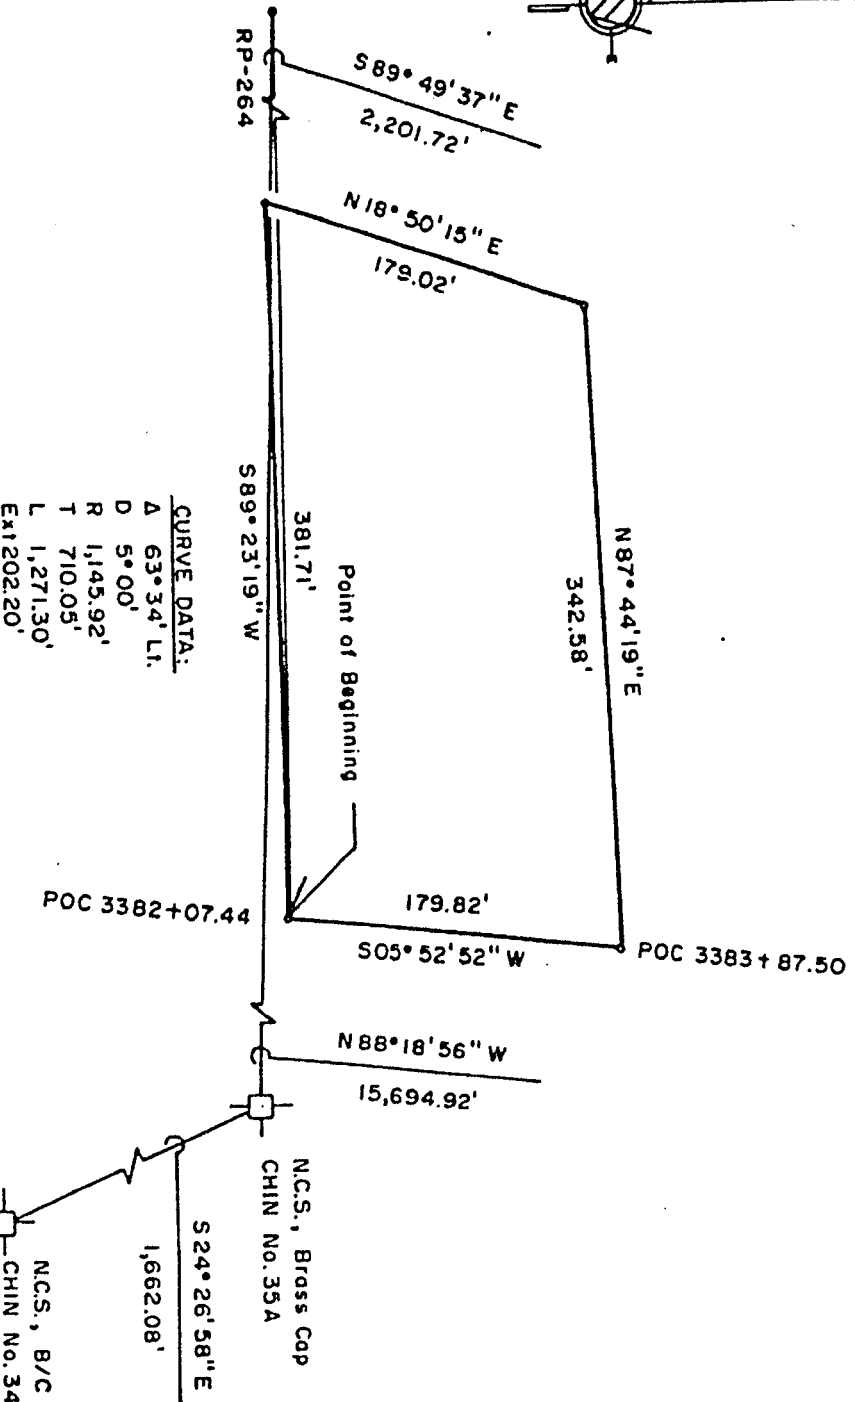 RP-264
S89°49'37"E
2,201.72'
N18°50'15"E
179.02'
N87°44'19"E
342.58'
S89°23'19"W
381.71'
Point of Beginning
CURVE DATA:
Δ 63°34' Lt.
D 5°00'
R 1,145.92'
T 710.05'
L 1,271.30'
Ext 202.20'
POC 3382+07.44
179.82'
S05°52'52"W
POC 3383+87.50
N88°18'56"W
15,694.92'
N.C.S., Brass Cap
CHIN No. 35A
S24°26'58"E
1,662.08'
N.C.S., B/C
CHIN No. 34